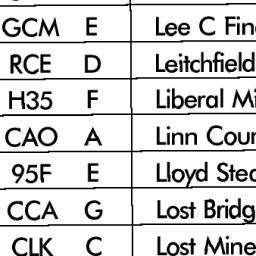 GCM E Lee C Fin
RCE D Leitchfield
H35 F Liberal Mi
CAO A Linn Cour
95F E Lloyd Stea
CCA G Lost Bridg
CLK C Lost Mine